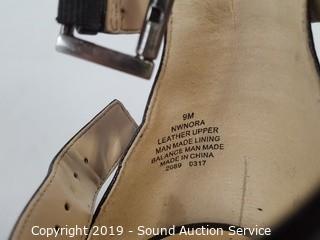 9M
NWNORA
LEATHER UPPER
MAN MADE LINING
BALANCE MAN MADE
MADE IN CHINA
2089 0317
Copyright 2019 - Sound Auction Service